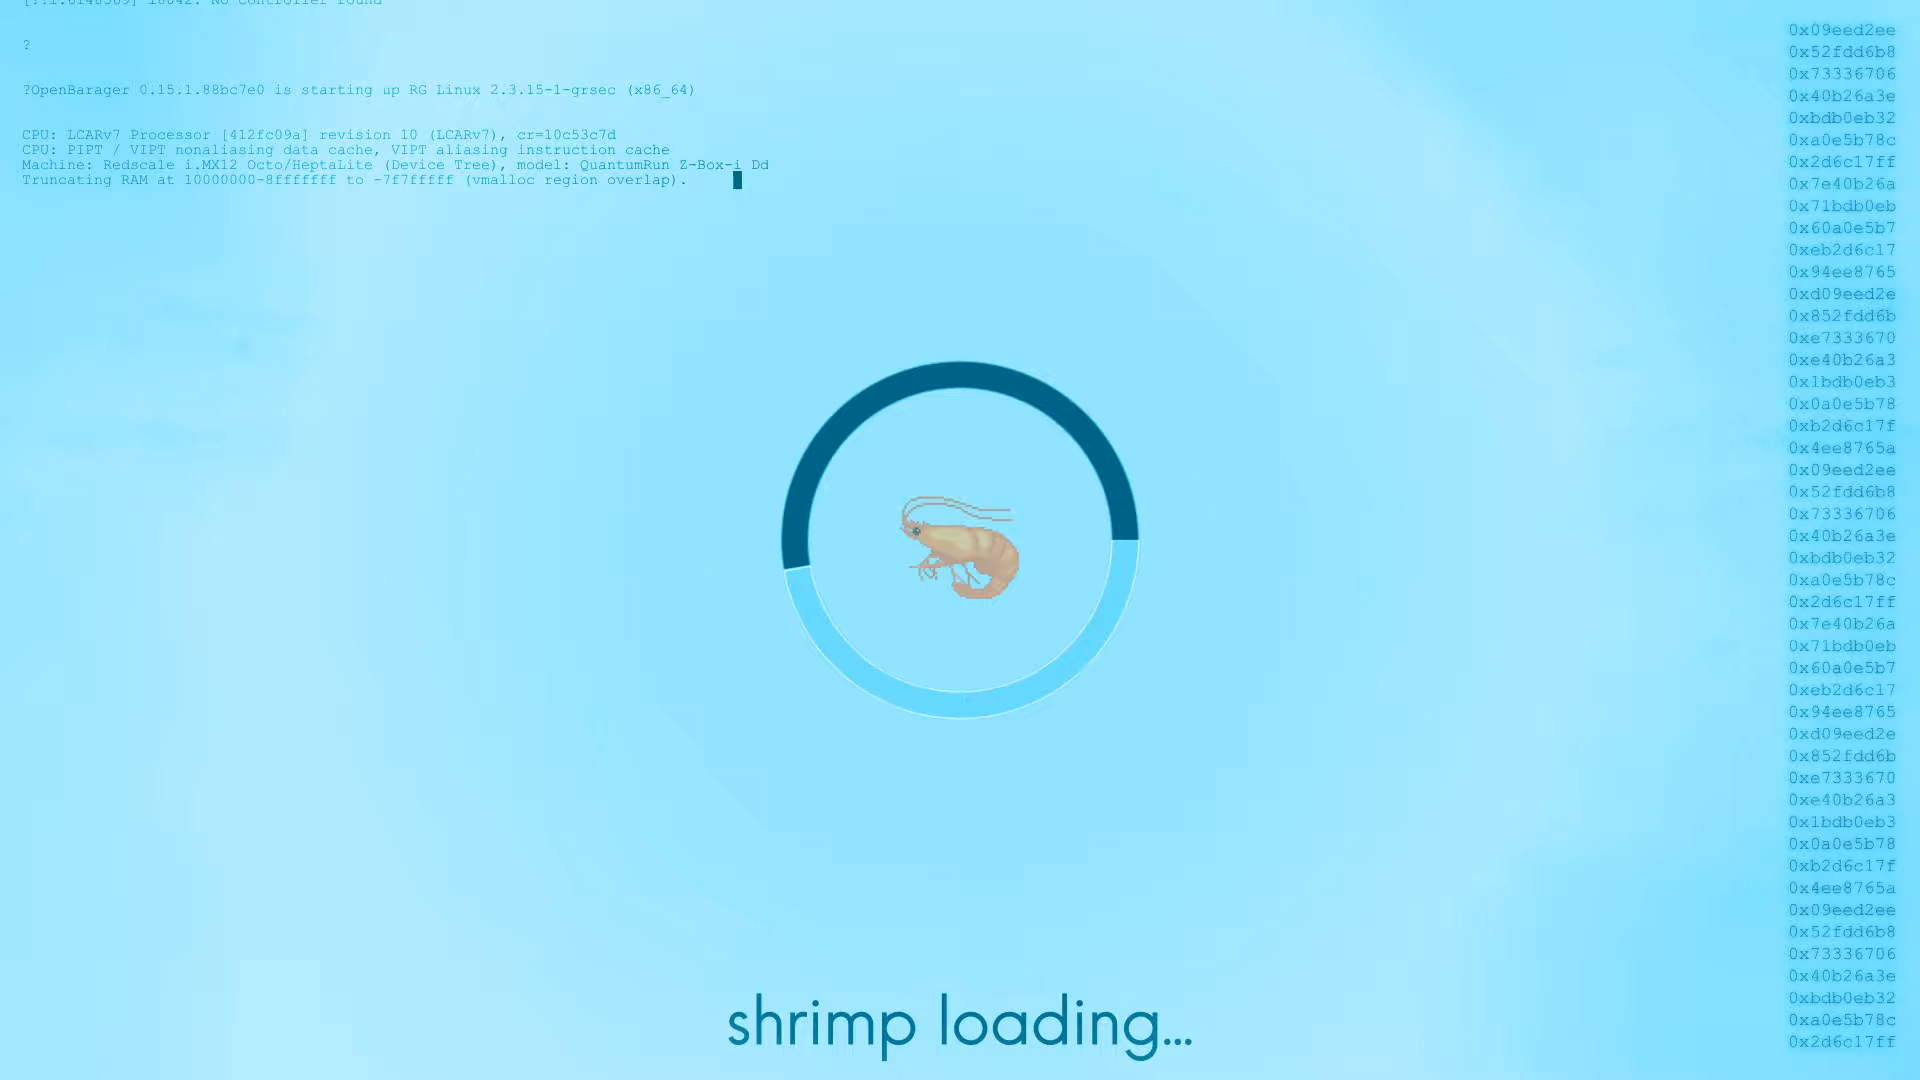 ?
?OpenBarager 0.15.1.88bc7e0 is starting up RG Linux 2.3.15-1-grsec (x86_64)
CPU: LCARv7 Processor [412fc09a] revision 10 (LCARv7), cr=10c53c7d
CPU: PIPT / VIPT nonaliasing data cache, VIPT aliasing instruction cache
Machine: Redscale i.MX12 Octo/HeptaLite (Device Tree), model: QuantumRun Z-Box-i Dd
Truncating RAM at 10000000-8fffffff to -7f7fffff (vmalloc region overlap).
0x09eed2ee
0x52fdd6b8
0x73336706
0x40b26a3e
0xbdb0eb32
0xa0e5b78c
0x2d6c17ff
0x7e40b26a
0x71bdb0eb
0x60a0e5b7
0xeb2d6c17
0x94ee8765
0xd09eed2e
0x852fdd6b
0xe7333670
0xe40b26a3
0x1bdb0eb3
0x0a0e5b78
0xb2d6c17f
0x4ee8765a
0x09eed2ee
0x52fdd6b8
0x73336706
0x40b26a3e
0xbdb0eb32
0xa0e5b78c
0x2d6c17ff
0x7e40b26a
0x71bdb0eb
0x60a0e5b7
0xeb2d6c17
0x94ee8765
0xd09eed2e
0x852fdd6b
0xe7333670
0xe40b26a3
0x1bdb0eb3
0x0a0e5b78
0xb2d6c17f
0x4ee8765a
0x09eed2ee
0x52fdd6b8
0x73336706
0x40b26a3e
0xbdb0eb32
0xa0e5b78c
0x2d6c17ff
shrimp loading...